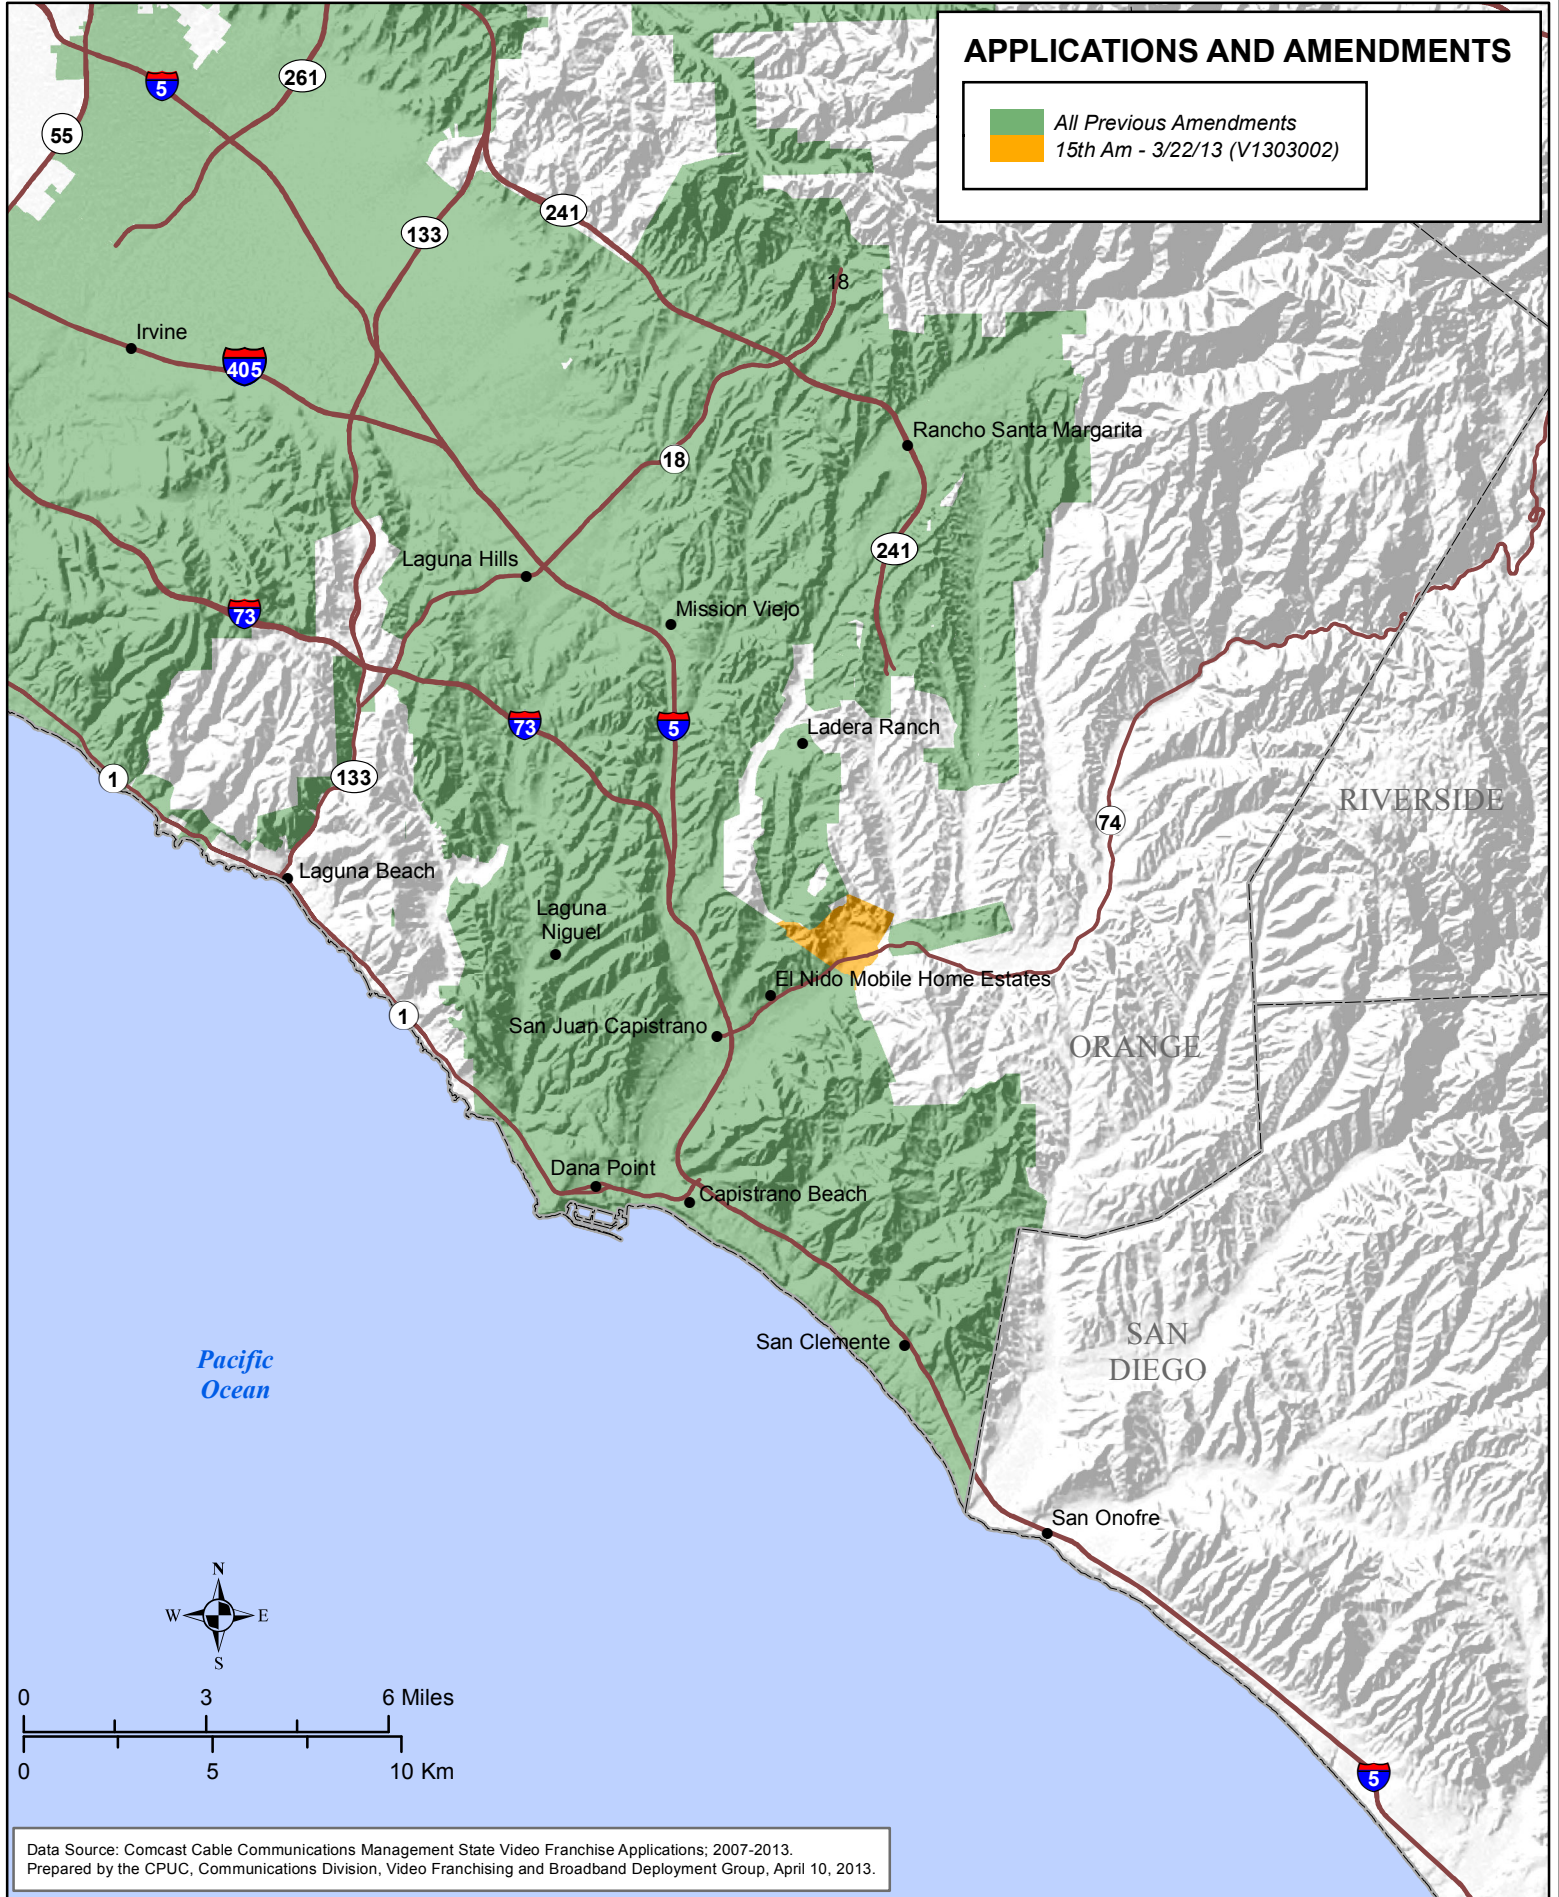 APPLICATIONS AND AMENDMENTS
All Previous Amendments
15th Am - 3/22/13 (V1303002)
5
261
55
133
241
18
Irvine
405
Rancho Santa Margarita
18
241
Laguna Hills
Mission Viejo
73
73
5
Ladera Ranch
1
133
RIVERSIDE
74
Laguna Beach
Laguna
Niguel
El Nido Mobile Home Estates
1
San Juan Capistrano
ORANGE
Dana Point
Capistrano Beach
San Clemente
SAN
DIEGO
Pacific
Ocean
San Onofre
N
W E
S
0 3 6 Miles
0 5 10 Km
5
Data Source: Comcast Cable Communications Management State Video Franchise Applications; 2007-2013.
Prepared by the CPUC, Communications Division, Video Franchising and Broadband Deployment Group, April 10, 2013.